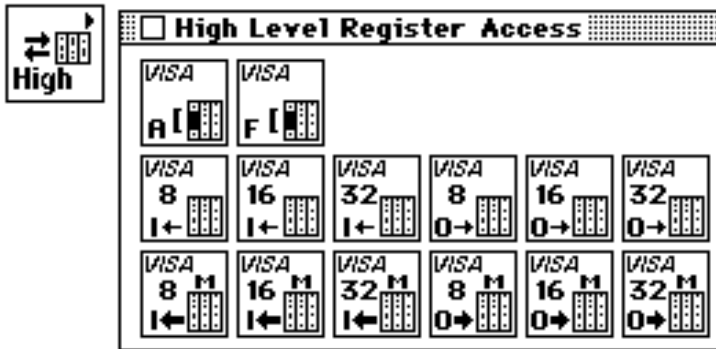 High
High Level Register Access
VISA VISA
A [ F [
VISA VISA VISA VISA VISA VISA
8 16 32 8 16 32
I← I← I← O→ O→ O→
VISA VISA VISA VISA VISA VISA
8 M 16 M 32 M 8 M 16 M 32 M
I← I← I← O→ O→ O→